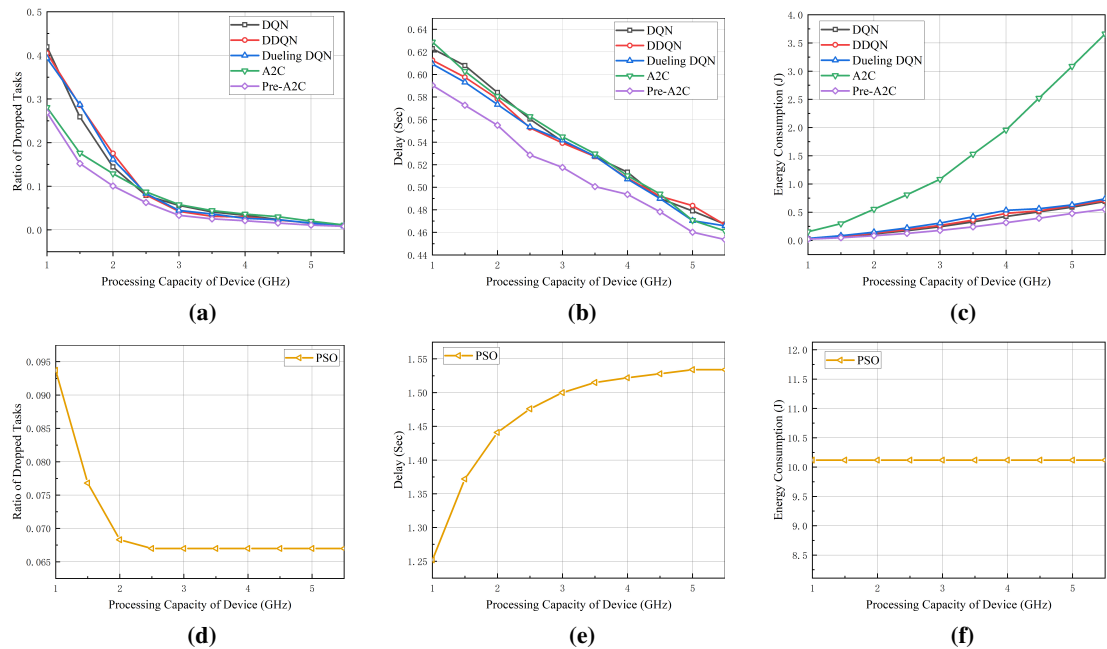 DQN
DDQN
Dueling DQN
A2C
Pre-A2C
0.5
0.4
0.3
0.2
0.1
0.0
Ratio of Dropped Tasks
1 2 3 4 5
Processing Capacity of Device (GHz)
(a)
DQN
DDQN
Dueling DQN
A2C
Pre-A2C
0.64
0.62
0.60
0.58
0.56
0.54
0.52
0.50
0.48
0.46
0.44
Delay (Sec)
1 2 3 4 5
Processing Capacity of Device (GHz)
(b)
DQN
DDQN
Dueling DQN
A2C
Pre-A2C
4.0
3.5
3.0
2.5
2.0
1.5
1.0
0.5
0.0
Energy Consumption (J)
1 2 3 4 5
Processing Capacity of Device (GHz)
(c)
PSO
0.095
0.090
0.085
0.080
0.075
0.070
0.065
Ratio of Dropped Tasks
1 2 3 4 5
Processing Capacity of Device (GHz)
(d)
PSO
1.55
1.50
1.45
1.40
1.35
1.30
1.25
Delay (Sec)
1 2 3 4 5
Processing Capacity of Device (GHz)
(e)
PSO
12.0
11.5
11.0
10.5
10.0
9.5
9.0
8.5
Energy Consumption (J)
1 2 3 4 5
Processing Capacity of Device (GHz)
(f)